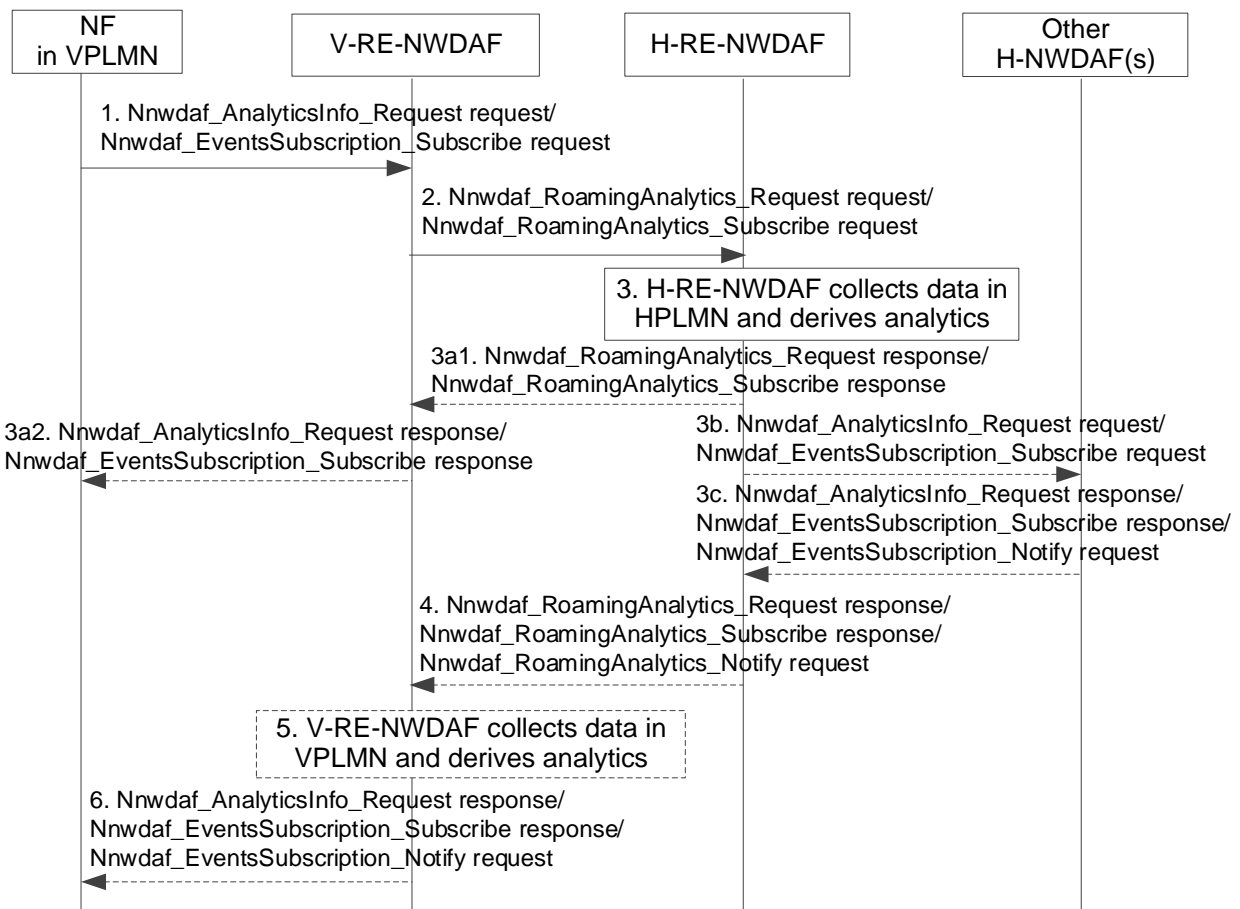 NF
in VPLMN
V-RE-NWDAF
H-RE-NWDAF
Other
H-NWDAF(s)
1. Nnwdaf_AnalyticsInfo_Request request/
Nnwdaf_EventsSubscription_Subscribe request
2. Nnwdaf_RoamingAnalytics_Request request/
Nnwdaf_RoamingAnalytics_Subscribe request
3. H-RE-NWDAF collects data in
HPLMN and derives analytics
3a1. Nnwdaf_RoamingAnalytics_Request response/
Nnwdaf_RoamingAnalytics_Subscribe response
3a2. Nnwdaf_AnalyticsInfo_Request response/
Nnwdaf_EventsSubscription_Subscribe response
3b. Nnwdaf_AnalyticsInfo_Request request/
Nnwdaf_EventsSubscription_Subscribe request
3c. Nnwdaf_AnalyticsInfo_Request response/
Nnwdaf_EventsSubscription_Subscribe response/
Nnwdaf_EventsSubscription_Notify request
4. Nnwdaf_RoamingAnalytics_Request response/
Nnwdaf_RoamingAnalytics_Subscribe response/
Nnwdaf_RoamingAnalytics_Notify request
5. V-RE-NWDAF collects data in
VPLMN and derives analytics
6. Nnwdaf_AnalyticsInfo_Request response/
Nnwdaf_EventsSubscription_Subscribe response/
Nnwdaf_EventsSubscription_Notify request